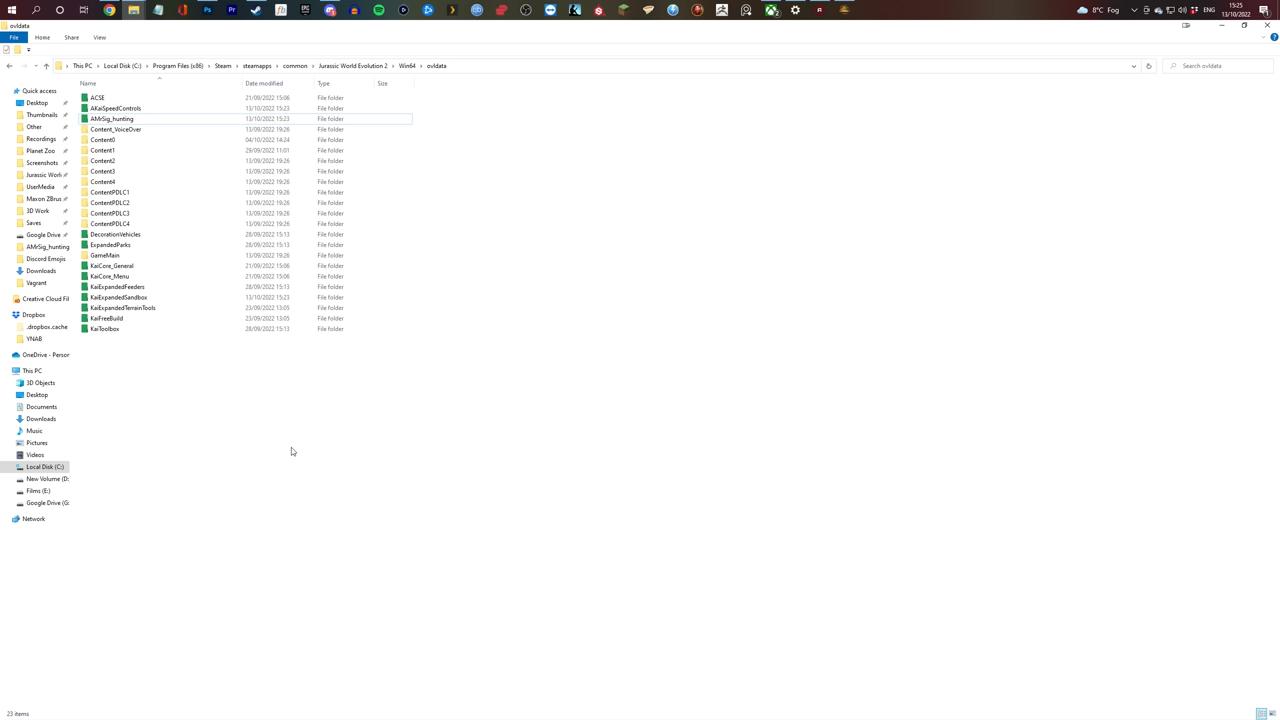 15:25
8°C Fog ENG
13/10/2022
ovldata
File Home Share View
This PC Local Disk (C:) Program Files (x86) Steam steamapps common Jurassic World Evolution 2 Win64 ovldata Search ovldata
Name Date modified Type Size
Quick access
Desktop
Thumbnails
Other
Recordings
Planet Zoo
Screenshots
Jurassic Worl
UserMedia
Maxon ZBrus
3D Work
Saves
Google Drive
AMrSig_hunting
Discord Emojis
Downloads
Vagrant
Creative Cloud Fil
Dropbox
.dropbox.cache
YNAB
OneDrive - Person
This PC
3D Objects
Desktop
Documents
Downloads
Music
Pictures
Videos
Local Disk (C:)
New Volume (D:
Films (E:)
Google Drive (G:
Network
ACSE 21/09/2022 15:06 File folder
AKaiSpeedControls 13/10/2022 15:23 File folder
AMrSig_hunting 13/10/2022 15:23 File folder
Content_VoiceOver 13/09/2022 19:26 File folder
Content0 04/10/2022 14:24 File folder
Content1 29/09/2022 11:01 File folder
Content2 13/09/2022 19:26 File folder
Content3 13/09/2022 19:26 File folder
Content4 13/09/2022 19:26 File folder
ContentPDLC1 13/09/2022 19:26 File folder
ContentPDLC2 13/09/2022 19:26 File folder
ContentPDLC3 13/09/2022 19:26 File folder
ContentPDLC4 13/09/2022 19:26 File folder
DecorationVehicles 28/09/2022 15:13 File folder
ExpandedParks 28/09/2022 15:13 File folder
GameMain 13/09/2022 19:26 File folder
KaiCore_General 21/09/2022 15:06 File folder
KaiCore_Menu 21/09/2022 15:06 File folder
KaiExpandedFeeders 28/09/2022 15:13 File folder
KaiExpandedSandbox 13/10/2022 15:23 File folder
KaiExpandedTerrainTools 23/09/2022 13:05 File folder
KaiFreeBuild 23/09/2022 13:05 File folder
KaiToolbox 28/09/2022 15:13 File folder
23 items